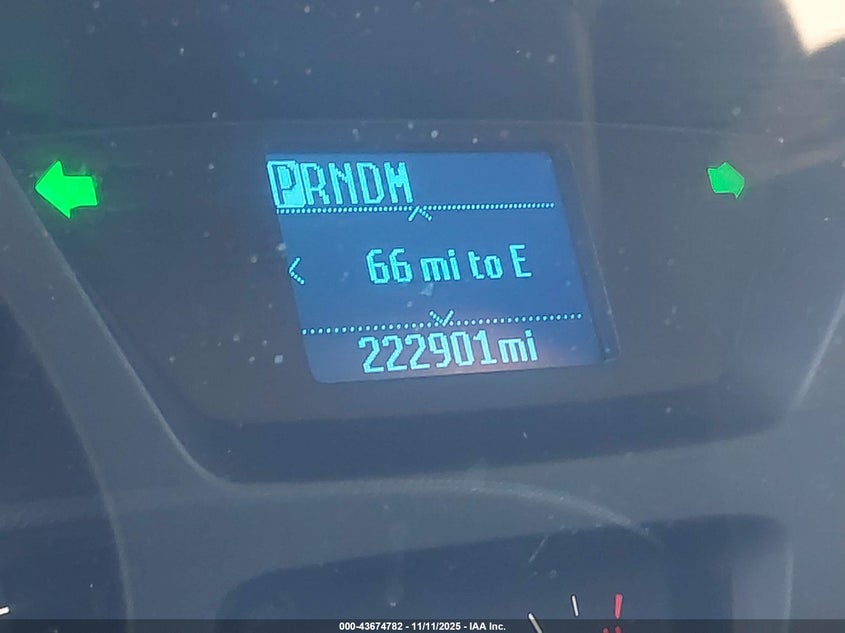 PRNDM
66 mi to E
222901mi
000-43674782 - 11/11/2025 - IAA Inc.